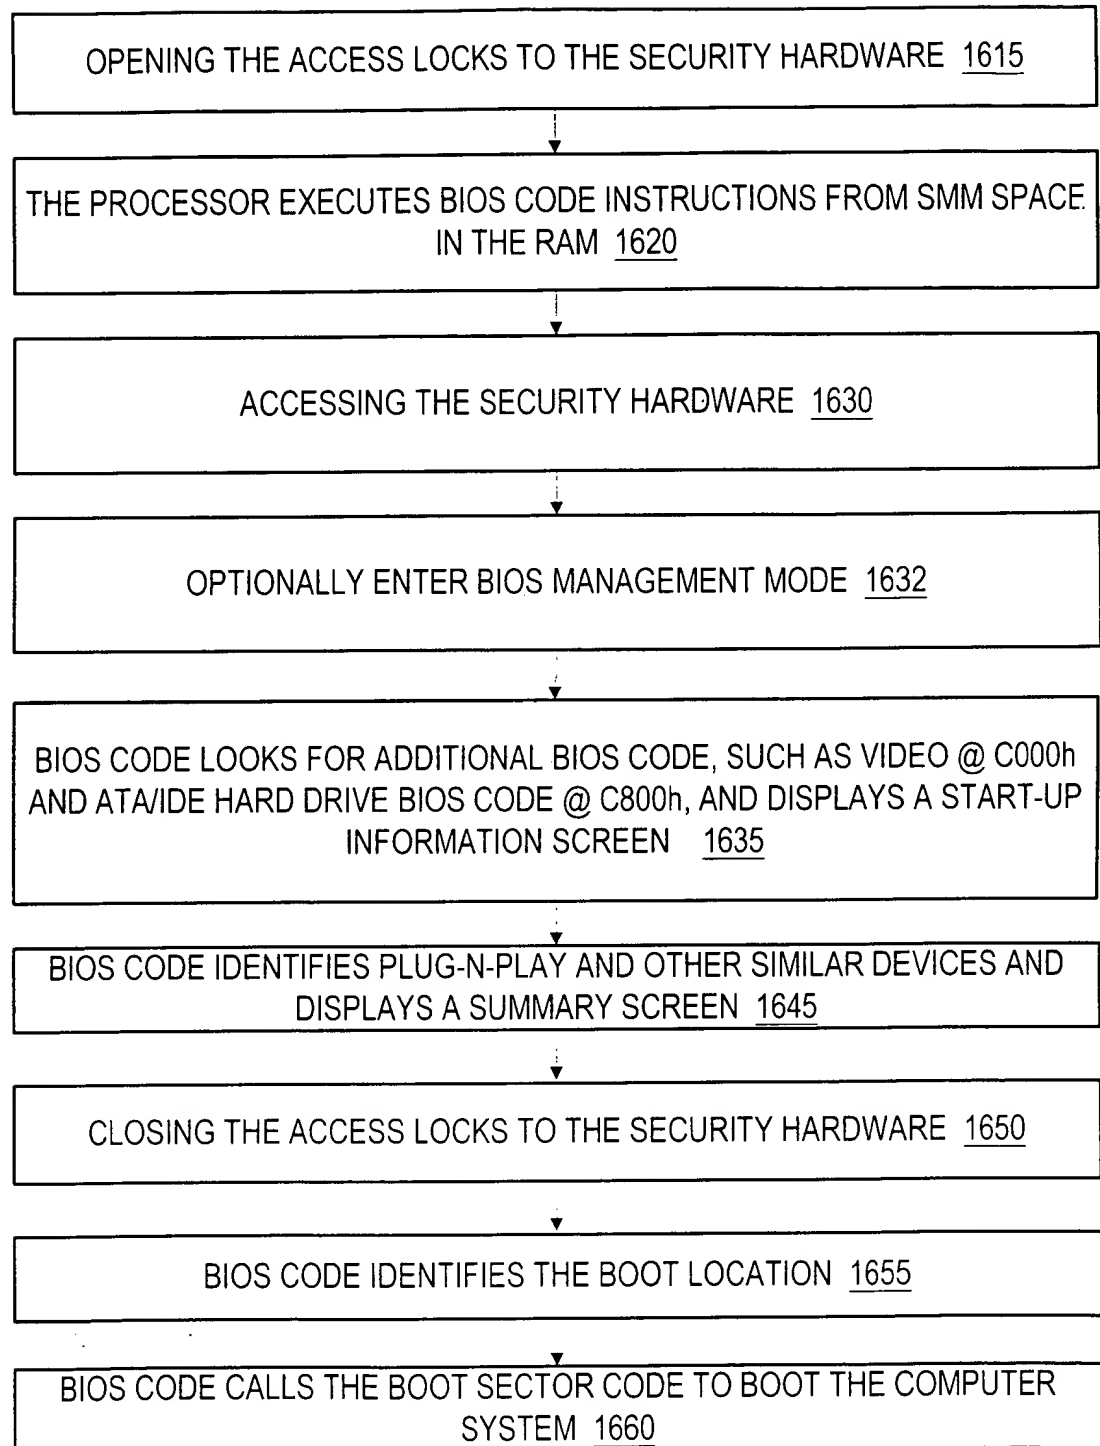 OPENING THE ACCESS LOCKS TO THE SECURITY HARDWARE 1615
THE PROCESSOR EXECUTES BIOS CODE INSTRUCTIONS FROM SMM SPACE
IN THE RAM 1620
ACCESSING THE SECURITY HARDWARE 1630
OPTIONALLY ENTER BIOS MANAGEMENT MODE 1632
BIOS CODE LOOKS FOR ADDITIONAL BIOS CODE, SUCH AS VIDEO @ C000h
AND ATA/IDE HARD DRIVE BIOS CODE @ C800h, AND DISPLAYS A START-UP
INFORMATION SCREEN 1635
BIOS CODE IDENTIFIES PLUG-N-PLAY AND OTHER SIMILAR DEVICES AND
DISPLAYS A SUMMARY SCREEN 1645
CLOSING THE ACCESS LOCKS TO THE SECURITY HARDWARE 1650
BIOS CODE IDENTIFIES THE BOOT LOCATION 1655
BIOS CODE CALLS THE BOOT SECTOR CODE TO BOOT THE COMPUTER
SYSTEM 1660